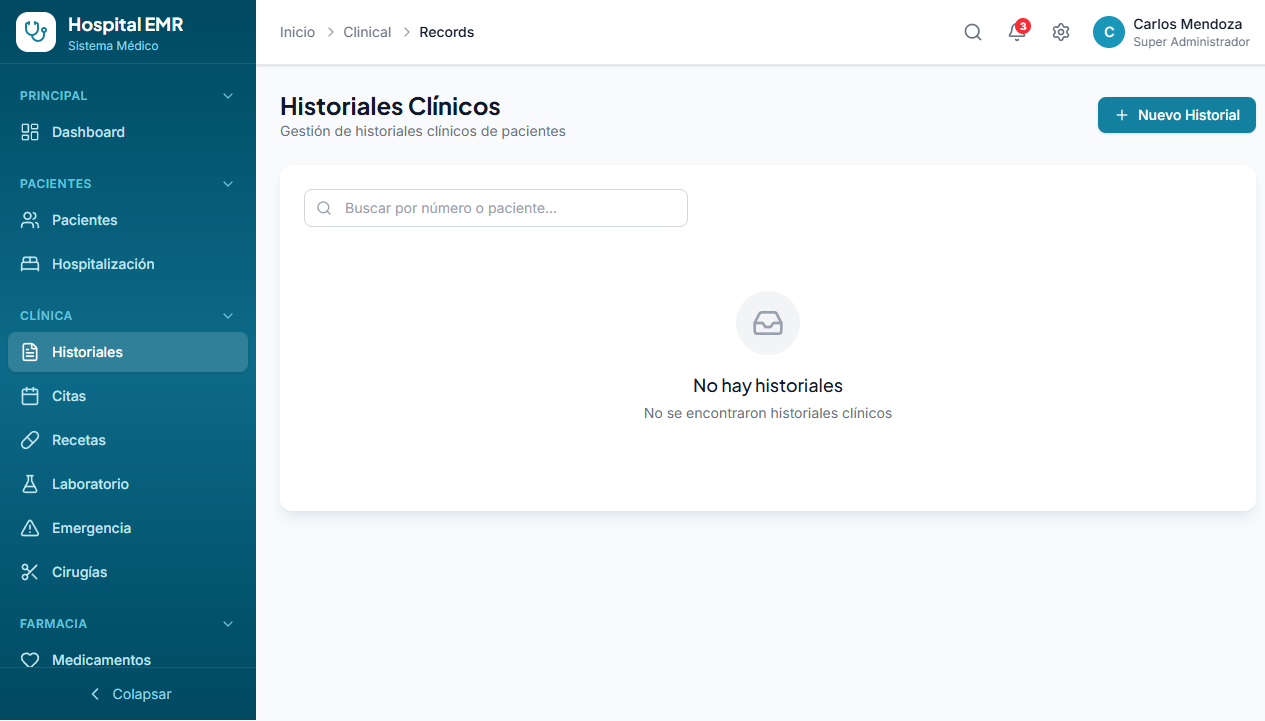 Hospital EMR
Sistema Médico
PRINCIPAL
Dashboard
PACIENTES
Pacientes
Hospitalización
CLÍNICA
Historiales
Citas
Recetas
Laboratorio
Emergencia
Cirugías
FARMACIA
Medicamentos
Colapsar
Inicio > Clinical > Records
3
C
Carlos Mendoza
Super Administrador
Historiales Clínicos
Gestión de historiales clínicos de pacientes
+ Nuevo Historial
Buscar por número o paciente...
No hay historiales
No se encontraron historiales clínicos